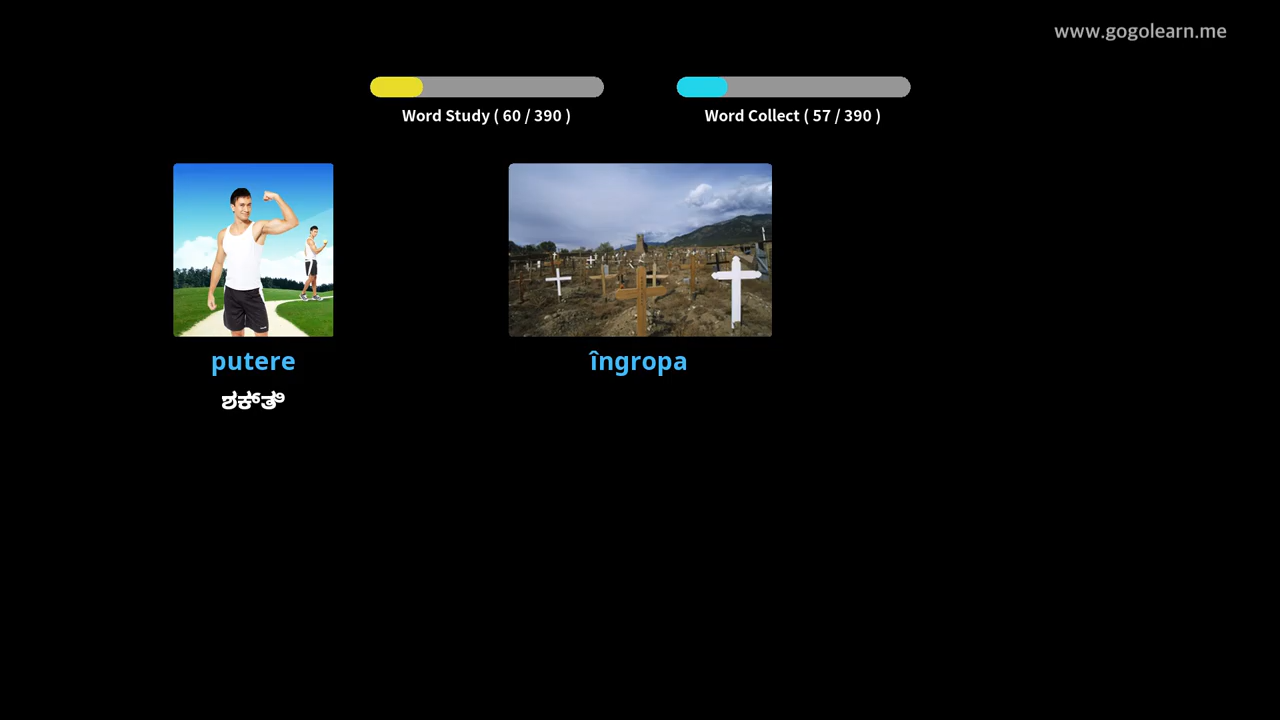 www.gogolearn.me
Word Study ( 60 / 390 )
Word Collect ( 57 / 390 )
putere
îngropa
ಶಕ್ತಿ